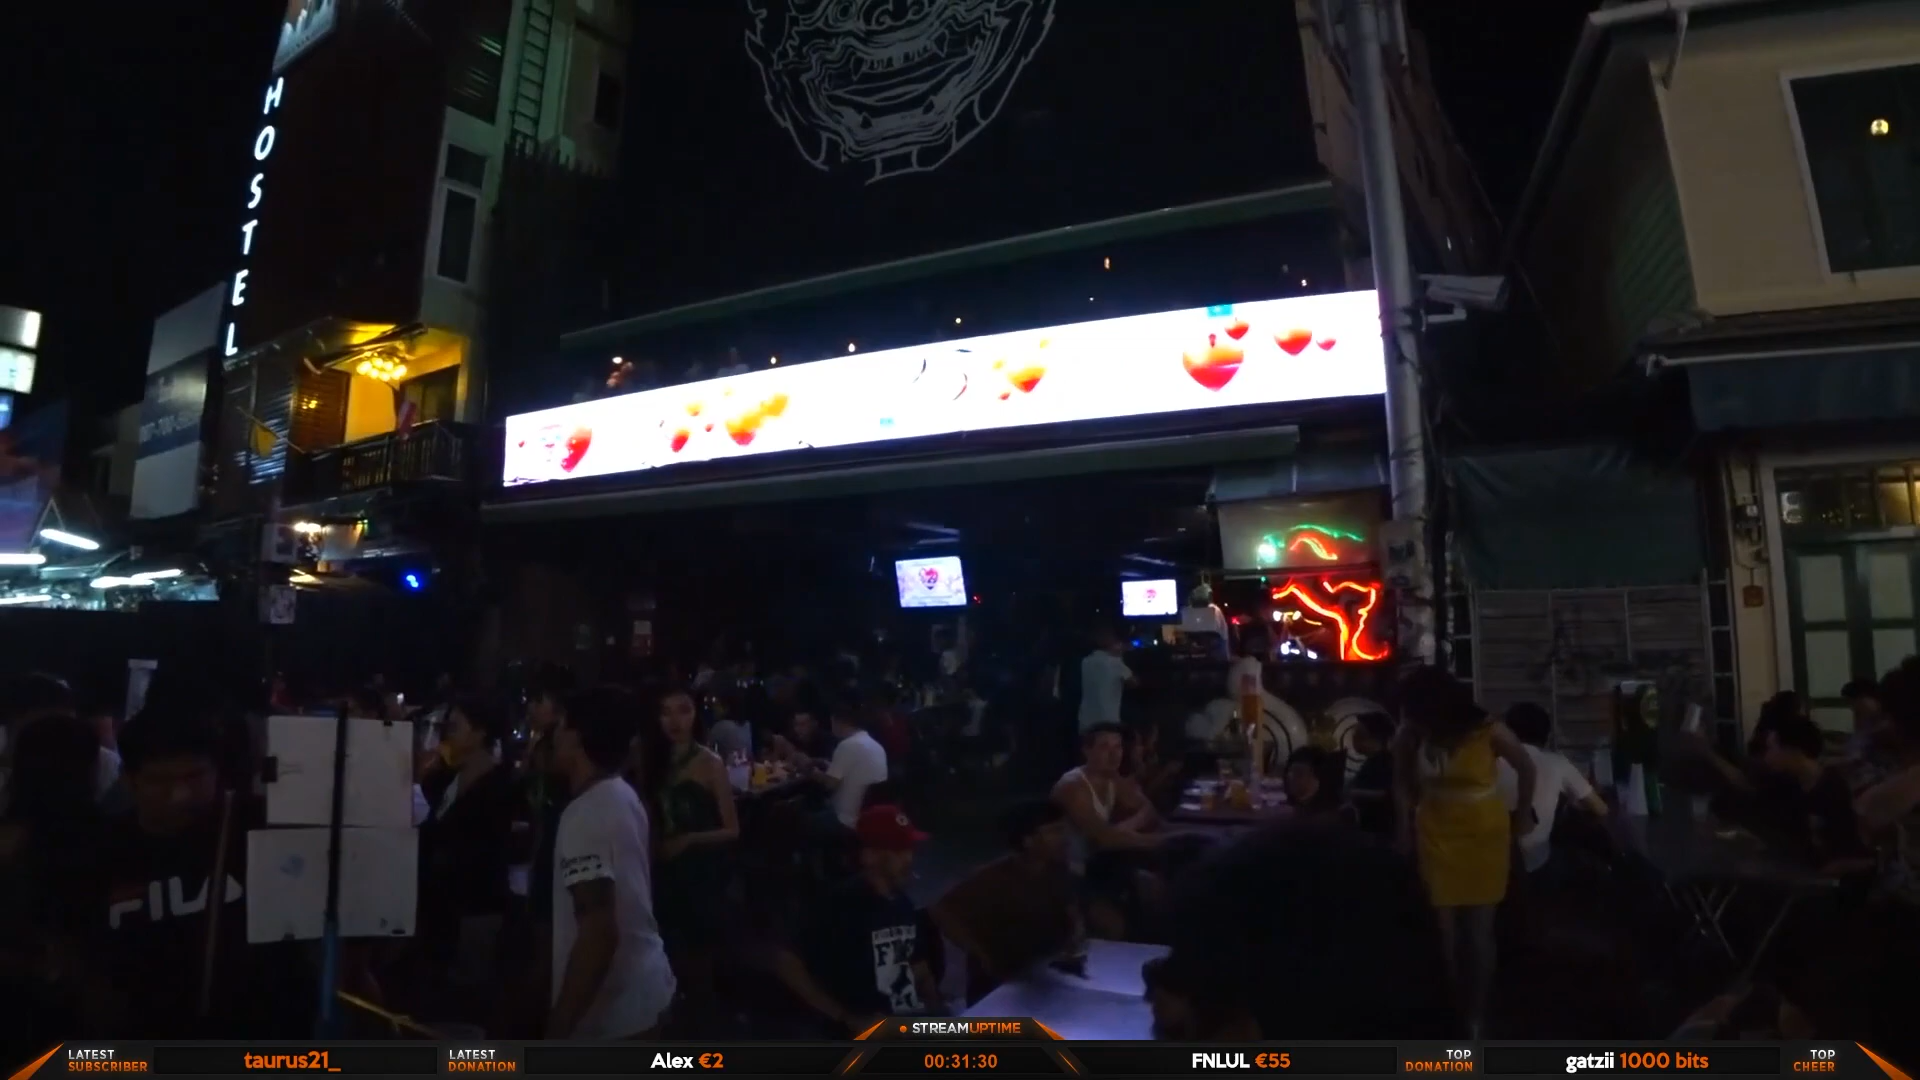 HOSTEL
FILA
STREAMUPTIME
LATEST SUBSCRIBER
taurus21_
LATEST DONATION
Alex €2
00:31:30
FNLUL €55
TOP DONATION
gatzii 1000 bits
TOP CHEER